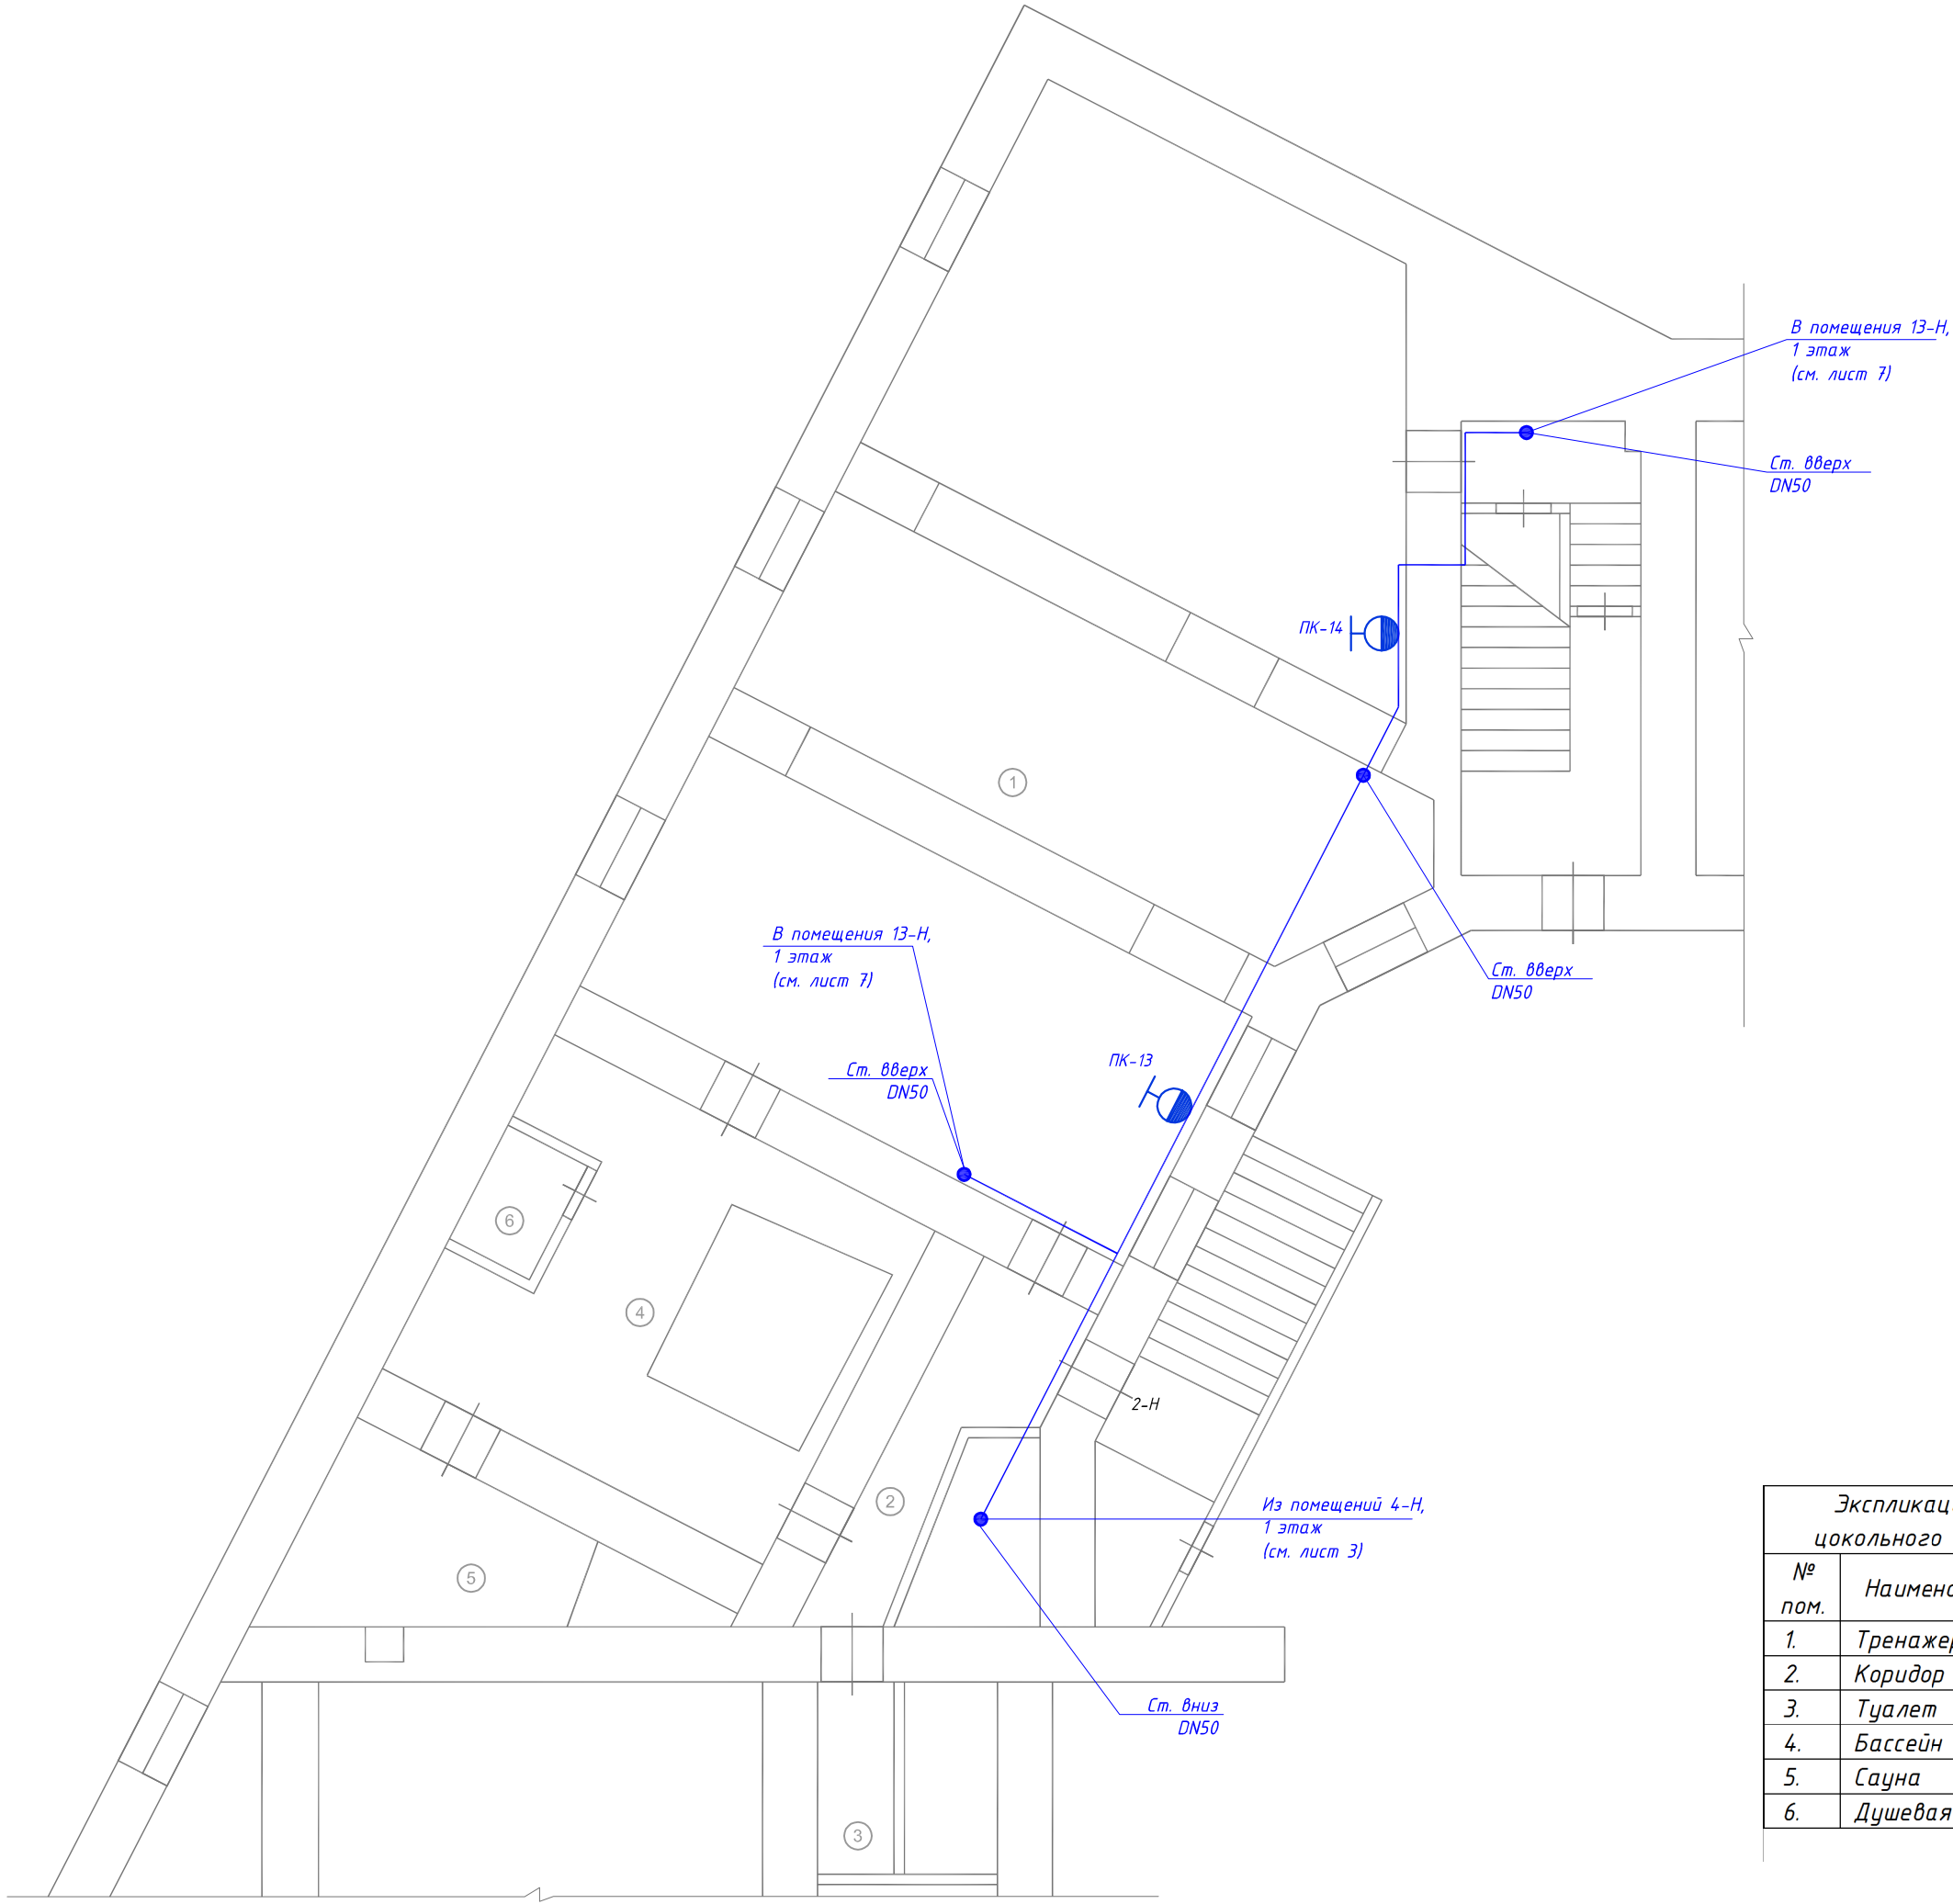 В помещения 13-Н,
1 этаж
(см. лист 7)
Ст. вверх
DN50
ПК-14
1
В помещения 13-Н,
1 этаж
(см. лист 7)
Ст. вверх
DN50
ПК-13
Ст. вверх
DN50
6
4
2-Н
2
Из помещений 4-Н,
1 этаж
(см. лист 3)
5
Ст. вниз
DN50
3
Экспликац
цокольного
№ пом.
Наимено
1. Тренажер
2. Коридор
3. Туалет
4. Бассейн
5. Сауна
6. Душевая